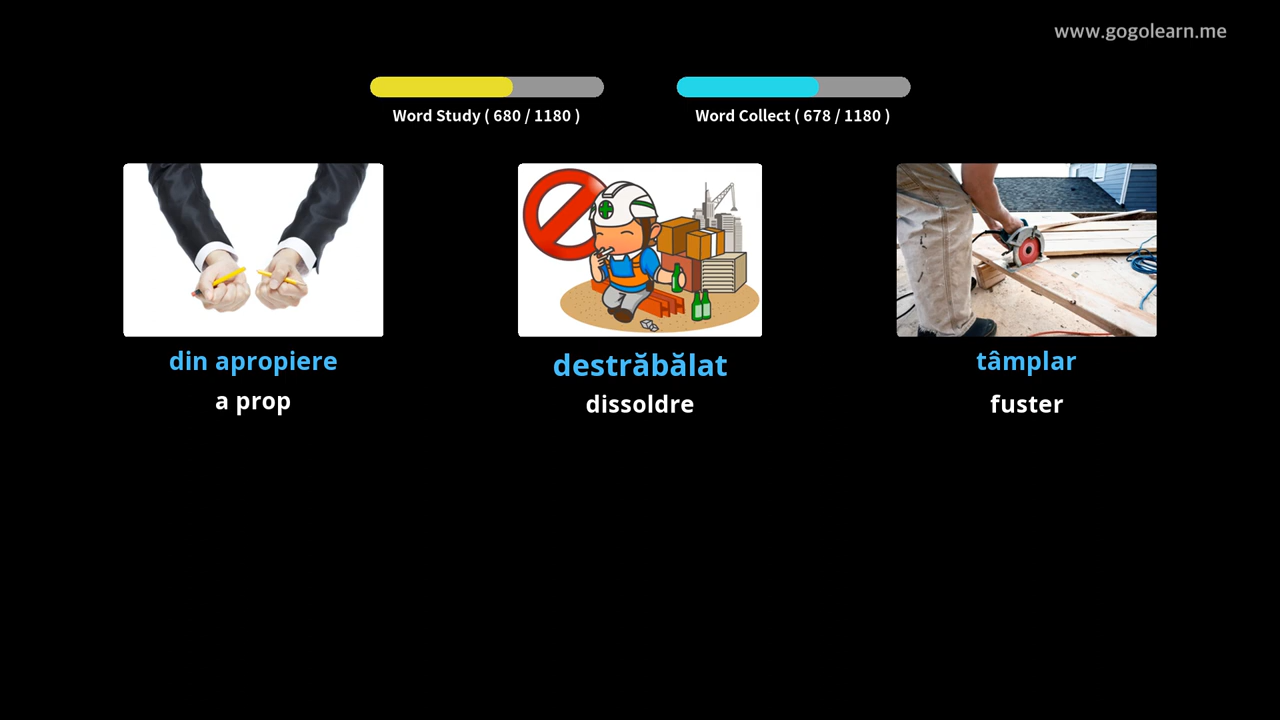 www.gogolearn.me
Word Study ( 680 / 1180 )
Word Collect ( 678 / 1180 )
din apropiere
a prop
destrăbălat
dissoldre
tâmplar
fuster